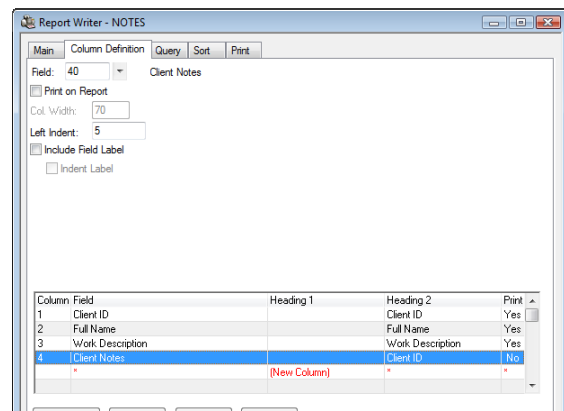 Report Writer - NOTES
Main Column Definition Query Sort Print
Field: 40 Client Notes
Print on Report
Col. Width: 70
Left Indent: 5
Include Field Label
Indent Label
Column Field Heading 1 Heading 2 Print
1 Client ID Client ID Yes
2 Full Name Full Name Yes
3 Work Description Work Description Yes
4 Client Notes Client ID No
* (New Column) * *